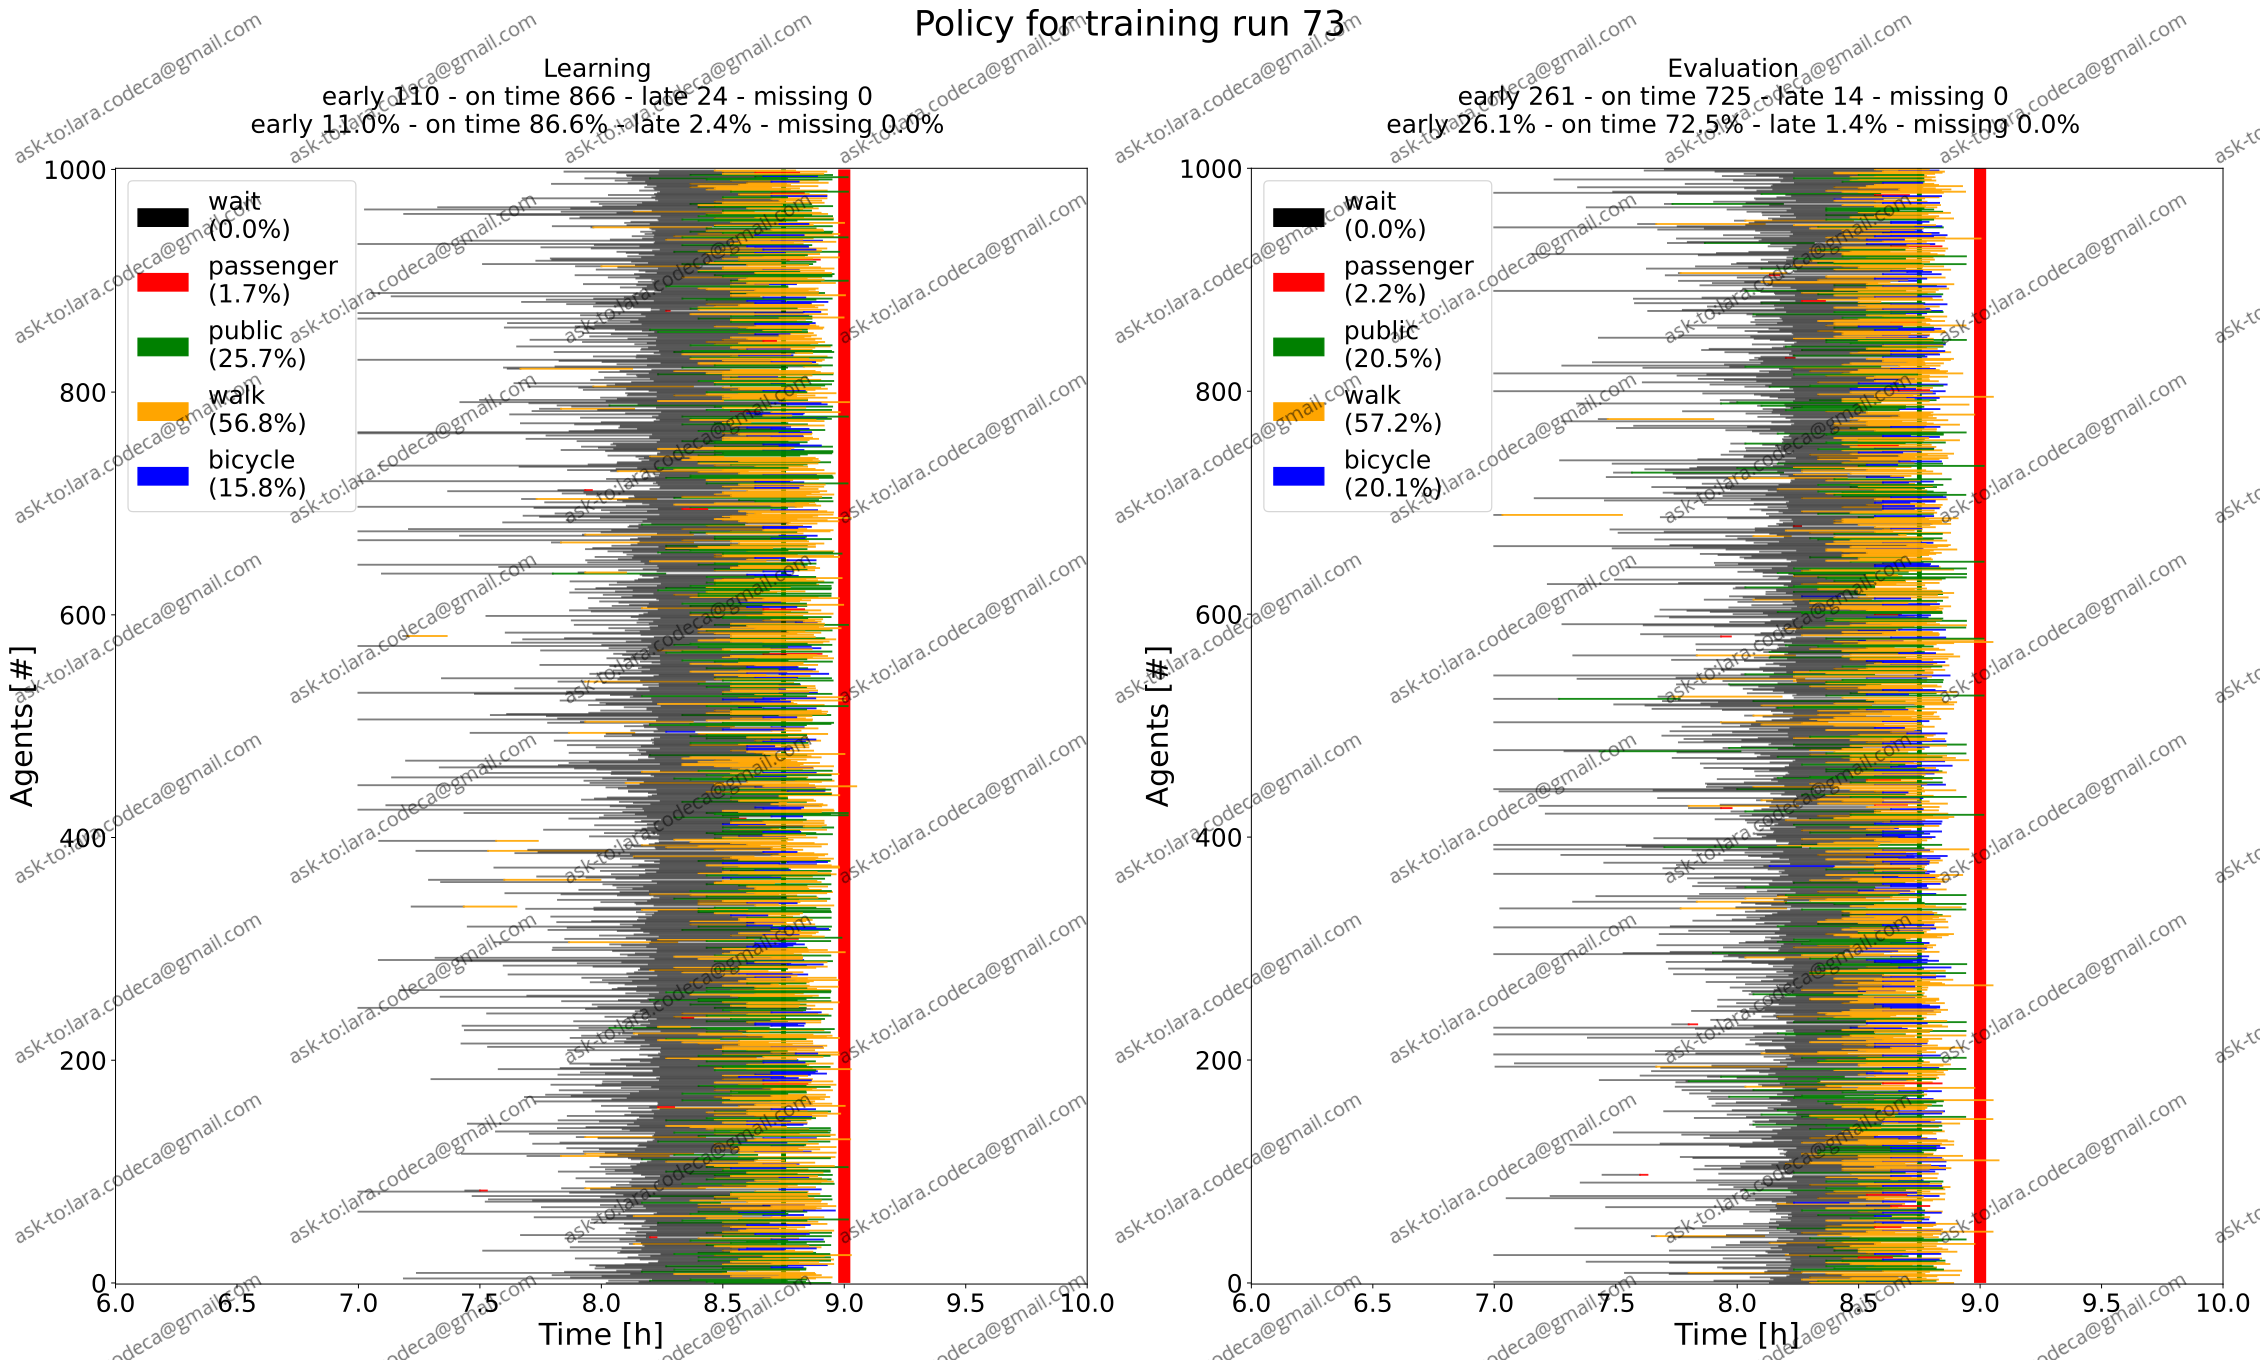 Policy for training run 73
Learning
early 110 - on time 866 - late 24 - missing 0
early 11.0% - on time 86.6% - late 2.4% - missing 0.0%
1000
800
600
400
200
0
Agents [#]
wait
(0.0%)
passenger
(1.7%)
public
(25.7%)
walk
(56.8%)
bicycle
(15.8%)
6.0 6.5 7.0 7.5 8.0 8.5 9.0 9.5 10.0
Time [h]
Evaluation
early 261 - on time 725 - late 14 - missing 0
early 26.1% - on time 72.5% - late 1.4% - missing 0.0%
1000
800
600
400
200
0
Agents [#]
wait
(0.0%)
passenger
(2.2%)
public
(20.5%)
walk
(57.2%)
bicycle
(20.1%)
6.0 6.5 7.0 7.5 8.0 8.5 9.0 9.5 10.0
Time [h]
ask-to:lara.codeca@gmail.com